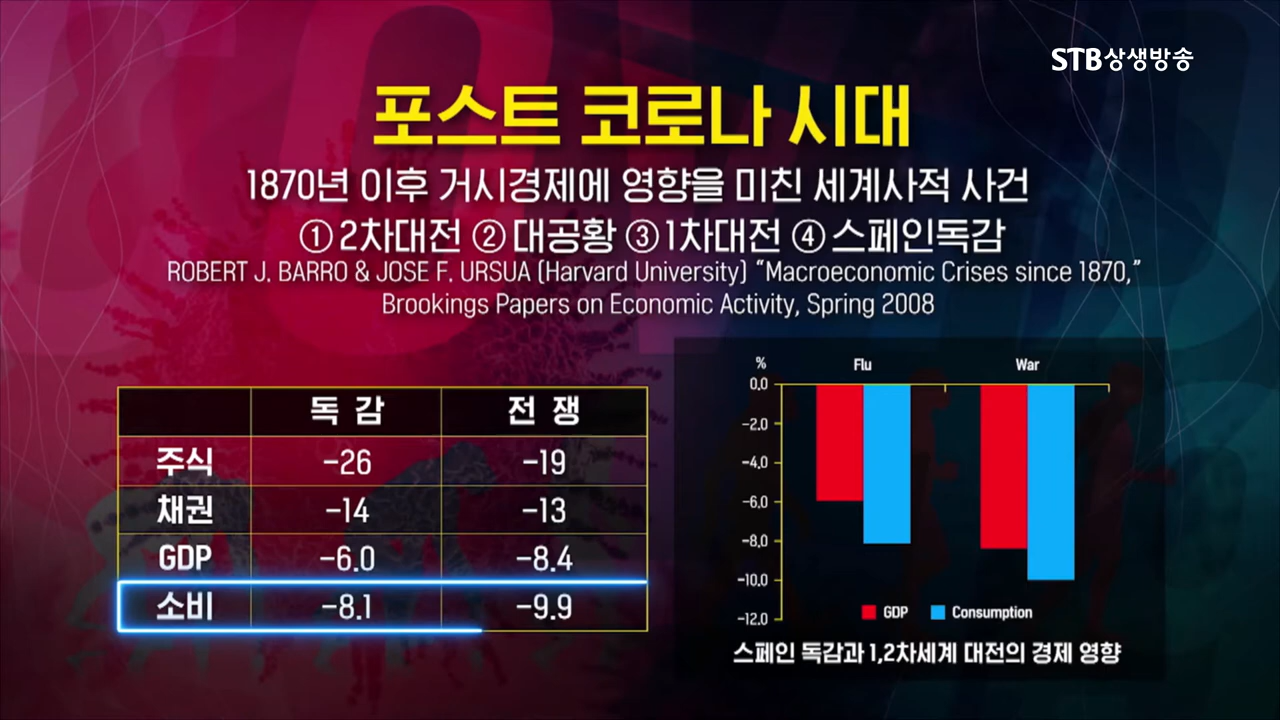 STB상생방송
포스트 코로나 시대
1870년 이후 거시경제에 영향을 미친 세계사적 사건
① 2차대전 ② 대공황 ③ 1차대전 ④ 스페인독감
ROBERT J. BARRO & JOSE F. URSUA (Harvard University) “Macroeconomic Crises since 1870,”
Brookings Papers on Economic Activity, Spring 2008
독 감 전 쟁
주식 -26 -19
채권 -14 -13
GDP -6.0 -8.4
소비 -8.1 -9.9
% Flu War
0.0
-2.0
-4.0
-6.0
-8.0
-10.0
-12.0
GDP Consumption
스페인 독감과 1,2차세계 대전의 경제 영향